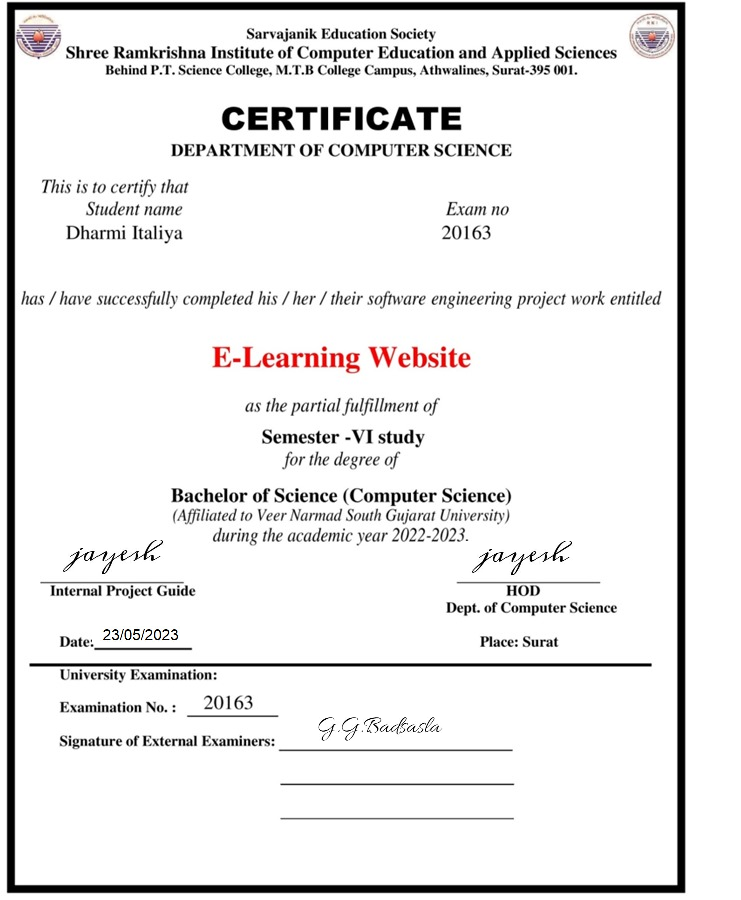 Sarvajanik Education Society
Shree Ramkrishna Institute of Computer Education and Applied Sciences
Behind P.T. Science College, M.T.B College Campus, Athwalines, Surat-395 001.
CERTIFICATE
DEPARTMENT OF COMPUTER SCIENCE
This is to certify that
Student name Exam no
Dharmi Italiya 20163
has / have successfully completed his / her / their software engineering project work entitled
E-Learning Website
as the partial fulfillment of
Semester -VI study
for the degree of
Bachelor of Science (Computer Science)
(Affiliated to Veer Narmad South Gujarat University)
during the academic year 2022-2023.
jayesh jayesh
Internal Project Guide HOD
Dept. of Computer Science
Date: 23/05/2023 Place: Surat
University Examination:
Examination No. : 20163
G.G.Badsasla
Signature of External Examiners: